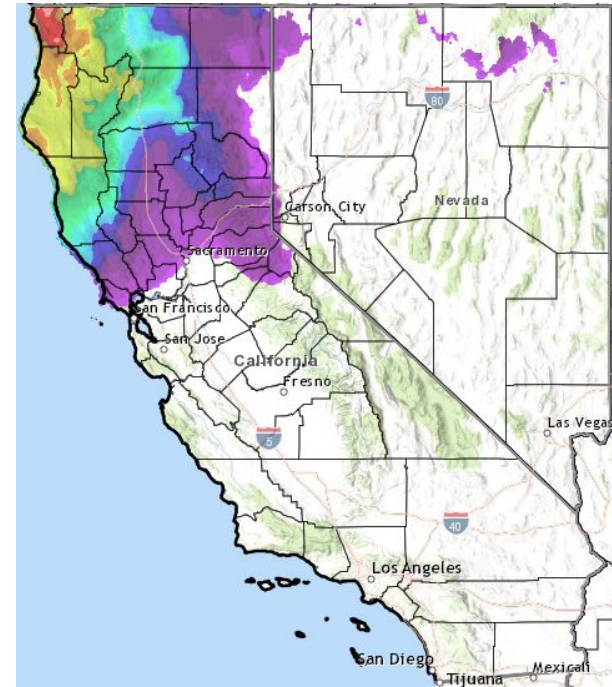 80
Nevada
Carson City
Sacramento
San Francisco
San Jose
California
Fresno
5
Las Vegas
40
Los Angeles
San Diego
Mexicali
Tijuana